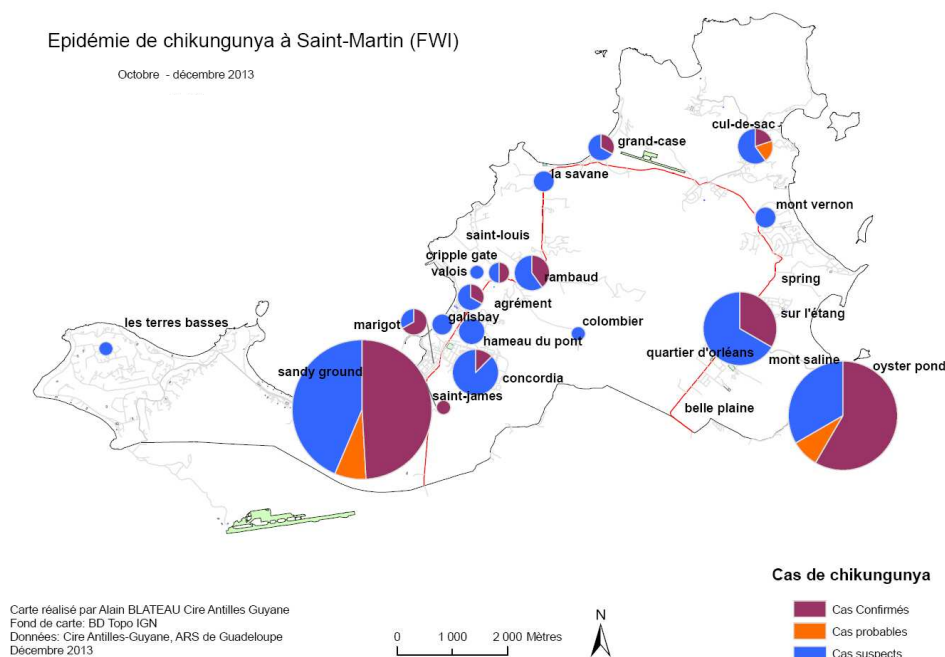 Epidémie de chikungunya à Saint-Martin (FWI)
Octobre - décembre 2013
cul-de-sac
grand-case
la savane
mont vernon
saint-louis
cripple gate
valois
rambaud
spring
agrément
sur l'étang
les terres basses
marigot
galisbay
colombier
hameau du pont
quartier d'orléans
mont saline
oyster pond
sandy ground
concordia
saint-james
belle plaine
Cas de chikungunya
Cas Confirmés
Cas probables
Cas suspects
Carte réalisé par Alain BLATEAU Cire Antilles Guyane
Fond de carte: BD Topo IGN
Données: Cire Antilles-Guyane, ARS de Guadeloupe
Décembre 2013
N
0 1 000 2 000 Mètres